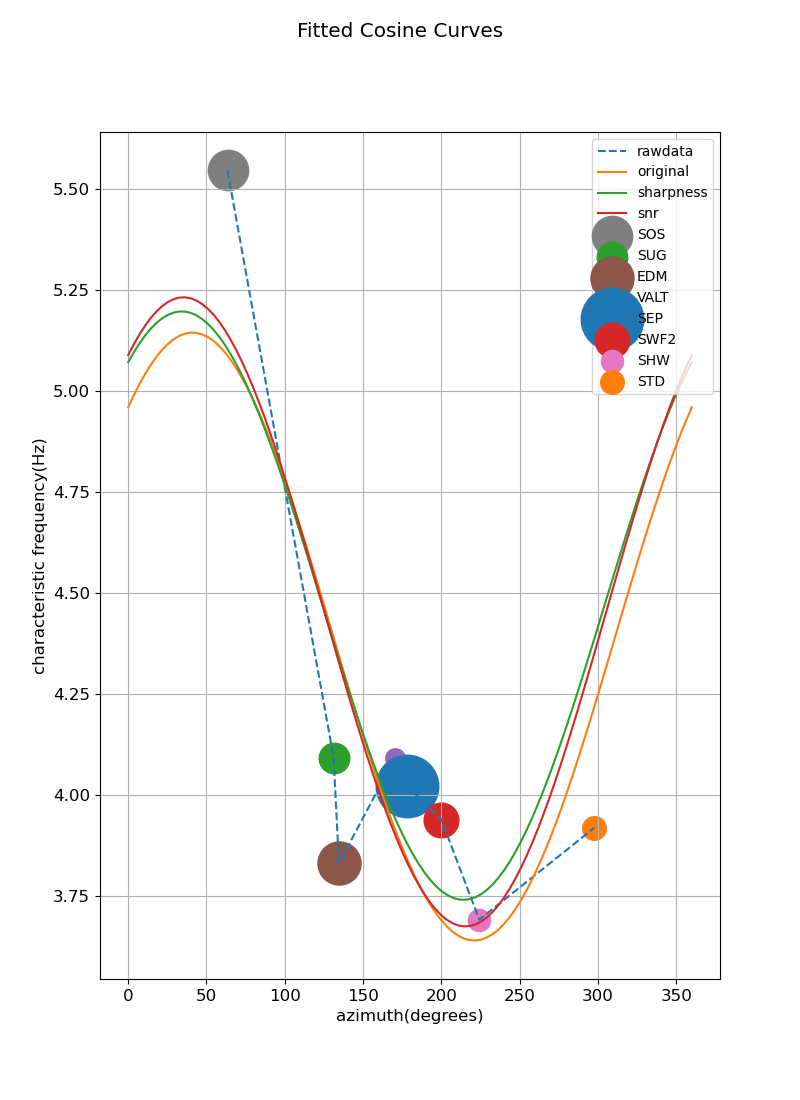 Fitted Cosine Curves
rawdata
original
sharpness
snr
SOS
SUG
EDM
VALT
SEP
SWF2
SHW
STD
5.50
5.25
5.00
4.75
4.50
4.25
4.00
3.75
characteristic frequency(Hz)
0 50 100 150 200 250 300 350
azimuth(degrees)